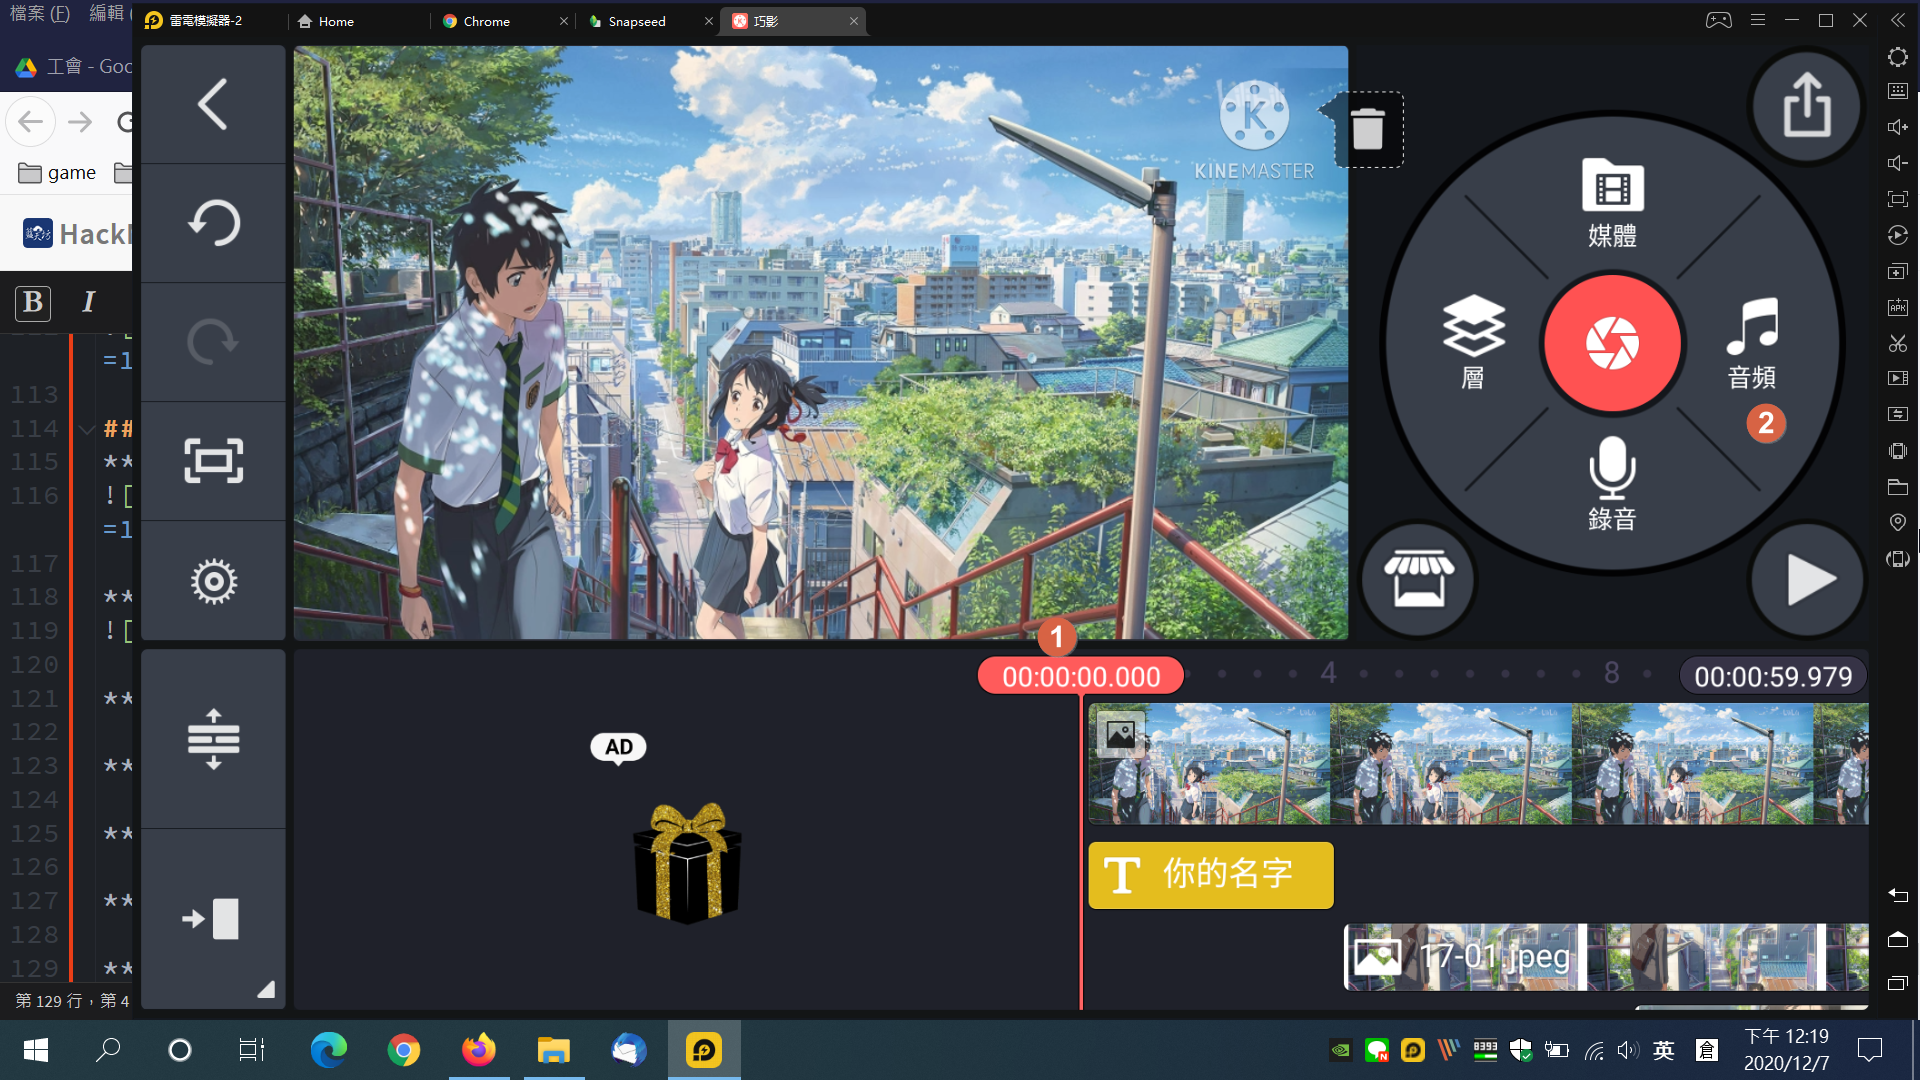 檔案 (F) 編輯 (
雷電模擬器-2
Home
Chrome
Snapseed
巧影
工會 - Goo
game
HackM
B I
KINEMASTER
媒體
層
音頻
2
錄音
1
00:00:00.000
4
8
00:00:59.979
AD
T 你的名字
17-01.jpeg
=1
113
114 ##
115 **
116 ![
=1
117
118 **
119 ![
120
121 **
122
123 **
124
125 **
126
127 **
128
129 **
第 129 行，第 4
8393
英
倉
下午 12:19
2020/12/7